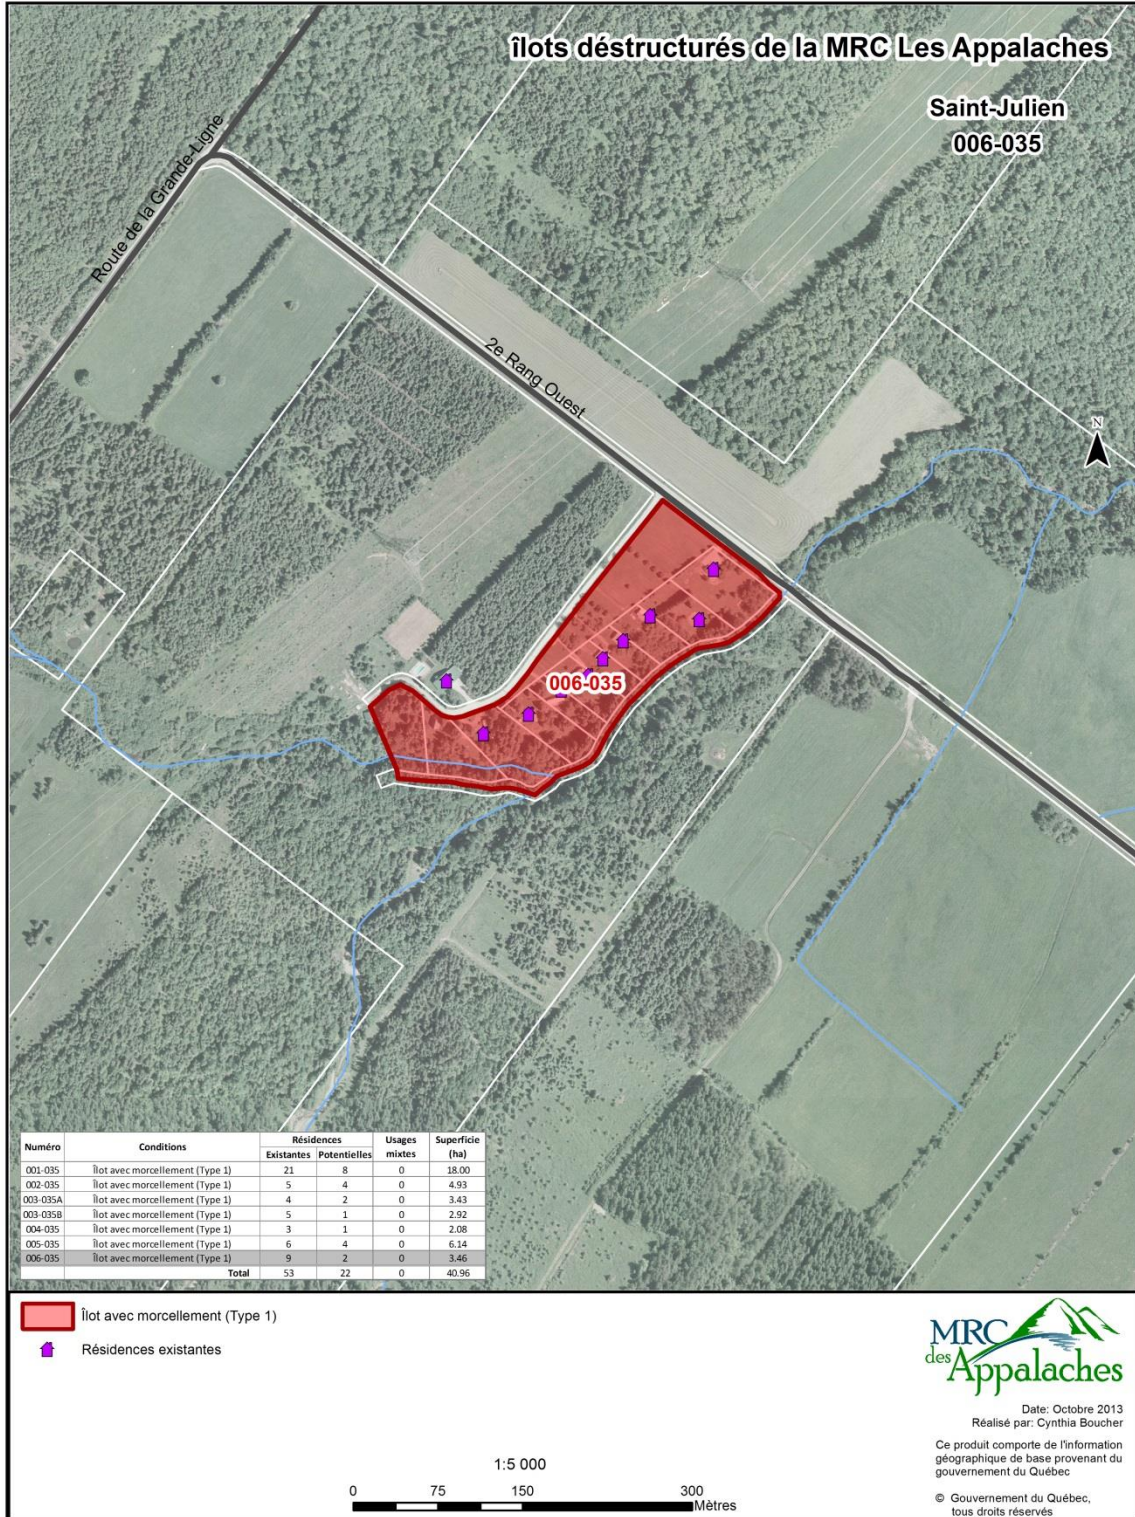 îlots déstructurés de la MRC Les Appalaches
Saint-Julien
006-035
Route de la Grande-Ligne
2e Rang Ouest
N
006-035
Numéro Conditions Résidences Usages mixtes Superficie (ha)
Existantes Potentielles
001-035 Îlot avec morcellement (Type 1) 21 8 0 18.00
002-035 Îlot avec morcellement (Type 1) 5 4 0 4.93
003-035A Îlot avec morcellement (Type 1) 4 2 0 3.43
003-035B Îlot avec morcellement (Type 1) 5 1 0 2.92
004-035 Îlot avec morcellement (Type 1) 3 1 0 2.08
005-035 Îlot avec morcellement (Type 1) 6 4 0 6.14
006-035 Îlot avec morcellement (Type 1) 9 2 0 3.46
Total 53 22 0 40.96
Îlot avec morcellement (Type 1)
Résidences existantes
1:5 000
0 75 150 300
Mètres
MRC
des Appalaches
Date: Octobre 2013
Réalisé par: Cynthia Boucher
Ce produit comporte de l'information
géographique de base provenant du
gouvernement du Québec
© Gouvernement du Québec,
tous droits réservés